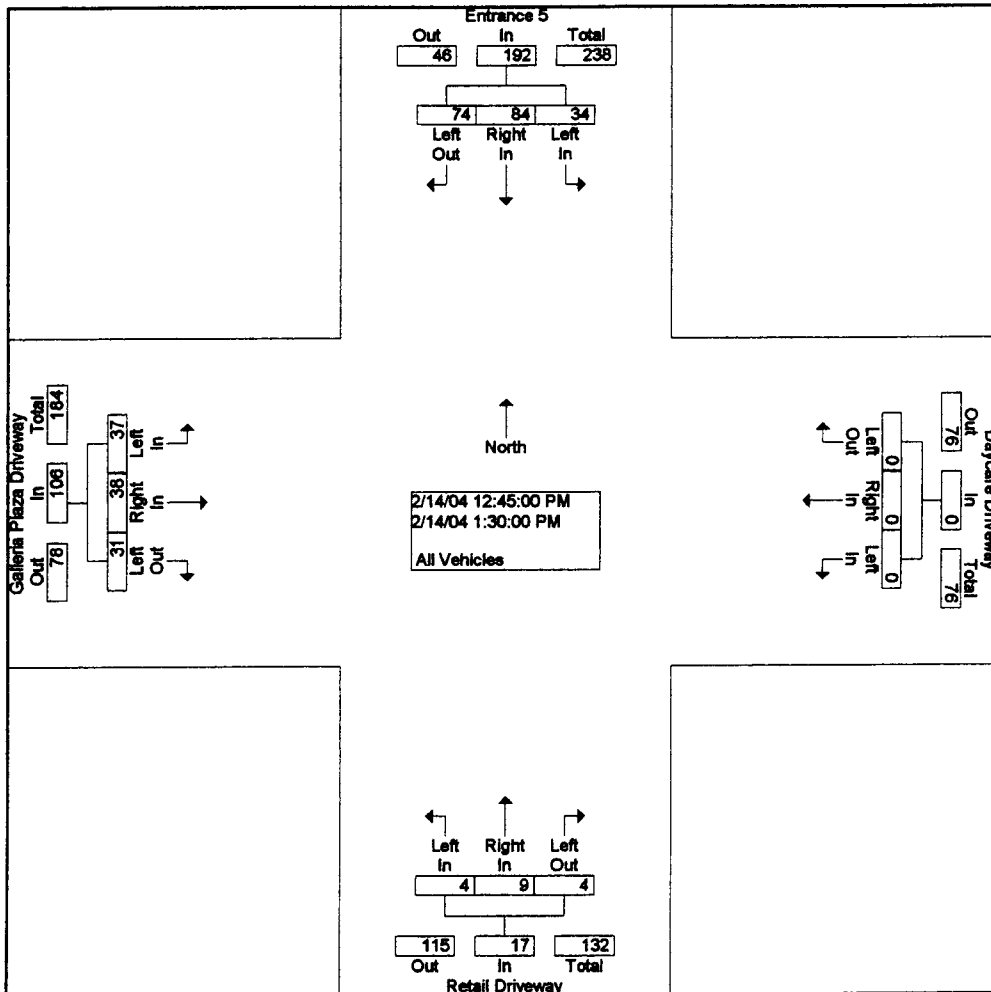 Entrance 5
Out In Total
46 192 238
74 84 34
Left Right Left
Out In In
Galleria Plaza Driveway
Total In Out
184 106 78
37 38 31
Left Right Left
In In Out
North
2/14/04 12:45:00 PM
2/14/04 1:30:00 PM
All Vehicles
Left Right Left
Out In In
0 0 0
Out In Total
76 0 76
Daycare Driveway
Left Right Left
In In Out
4 9 4
115 17 132
Out In Total
Retail Driveway